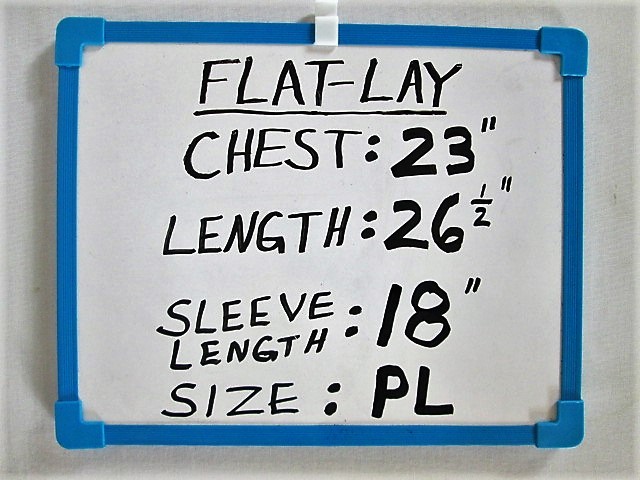 FLAT-LAY
CHEST: 23"
LENGTH: 26 1/2"
SLEEVE
LENGTH : 18"
SIZE : PL